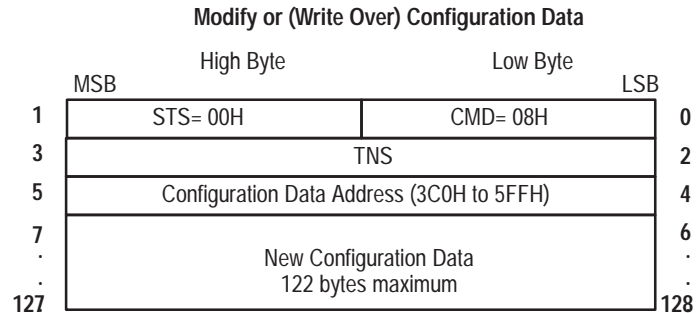 Modify or (Write Over) Configuration Data
High Byte Low Byte
MSB LSB
1 STS= 00H CMD= 08H 0
3 TNS 2
5 Configuration Data Address (3C0H to 5FFH) 4
7 6
. New Configuration Data .
. 122 bytes maximum .
127 128